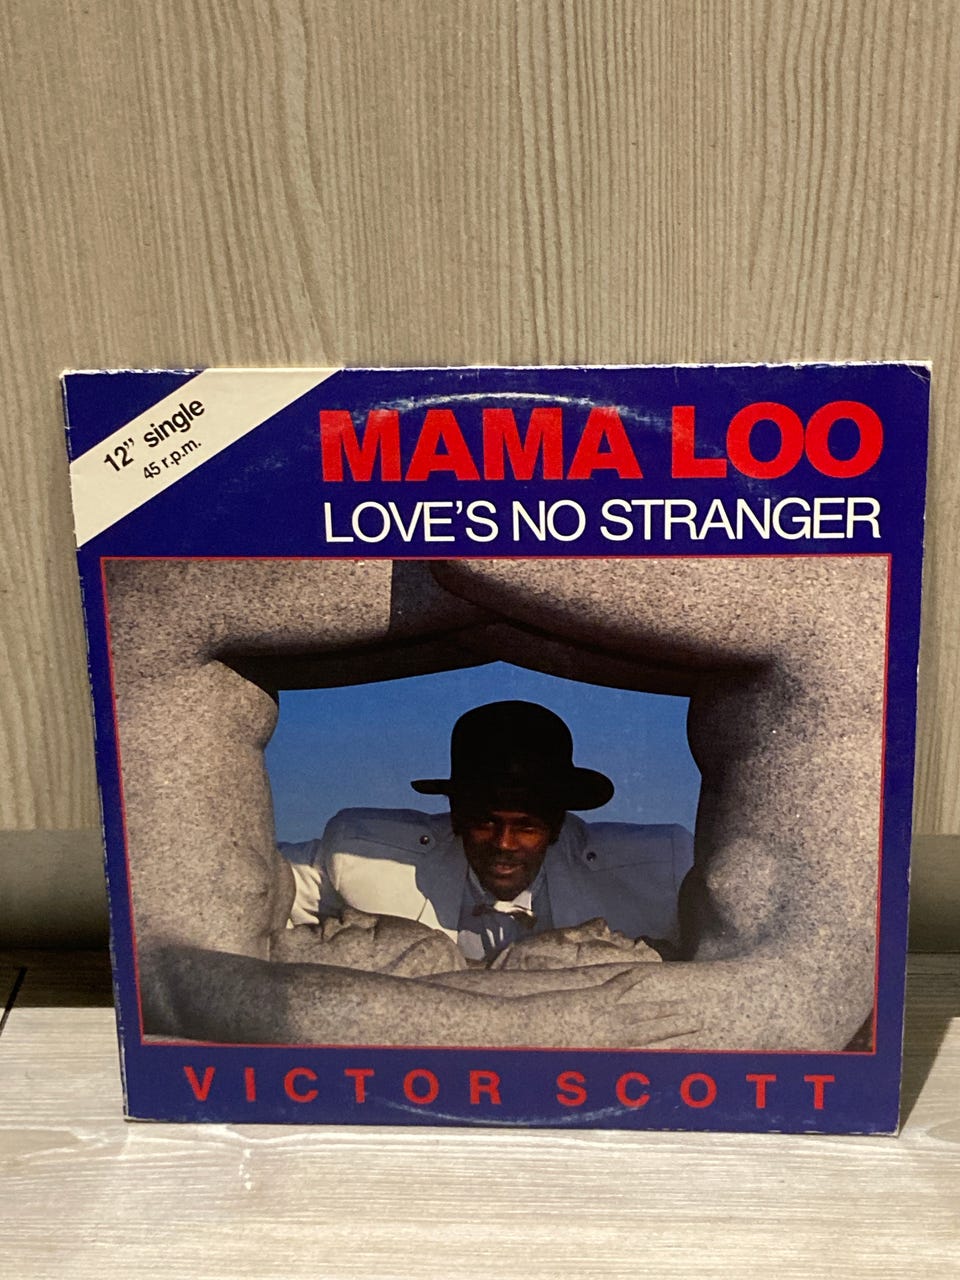 12" single
45 r.p.m.
MAMA LOO
LOVE'S NO STRANGER
VICTOR SCOTT